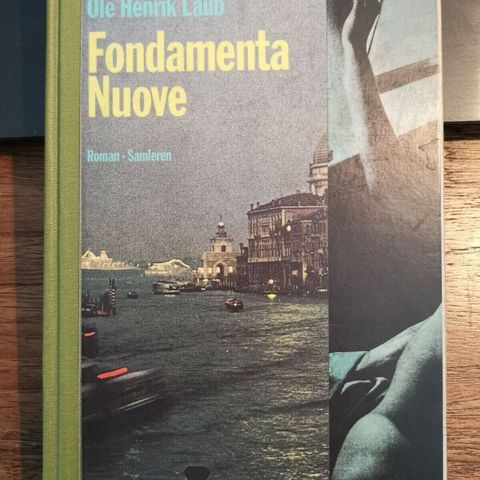 Ole Henrik Laub
Fondamenta
Nuove
Roman · Samleren